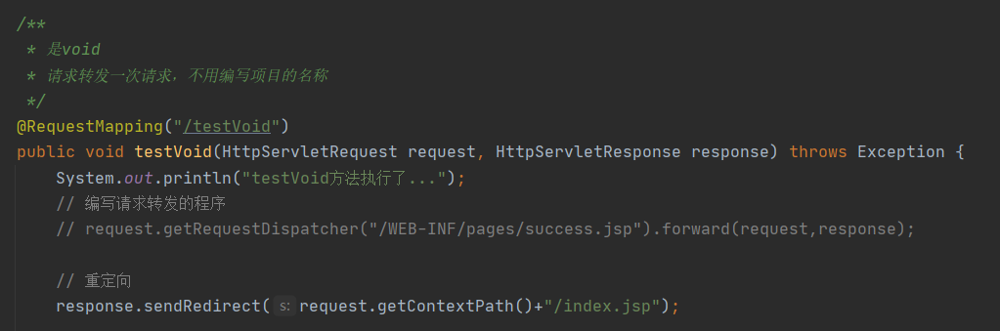 /**
 * 是void
 * 请求转发一次请求，不用编写项目的名称
 */
@RequestMapping("/testVoid")
public void testVoid(HttpServletRequest request, HttpServletResponse response) throws Exception {
    System.out.println("testVoid方法执行了...");
    // 编写请求转发的程序
    // request.getRequestDispatcher("/WEB-INF/pages/success.jsp").forward(request,response);
    // 重定向
    response.sendRedirect( s: request.getContextPath()+"/index.jsp");